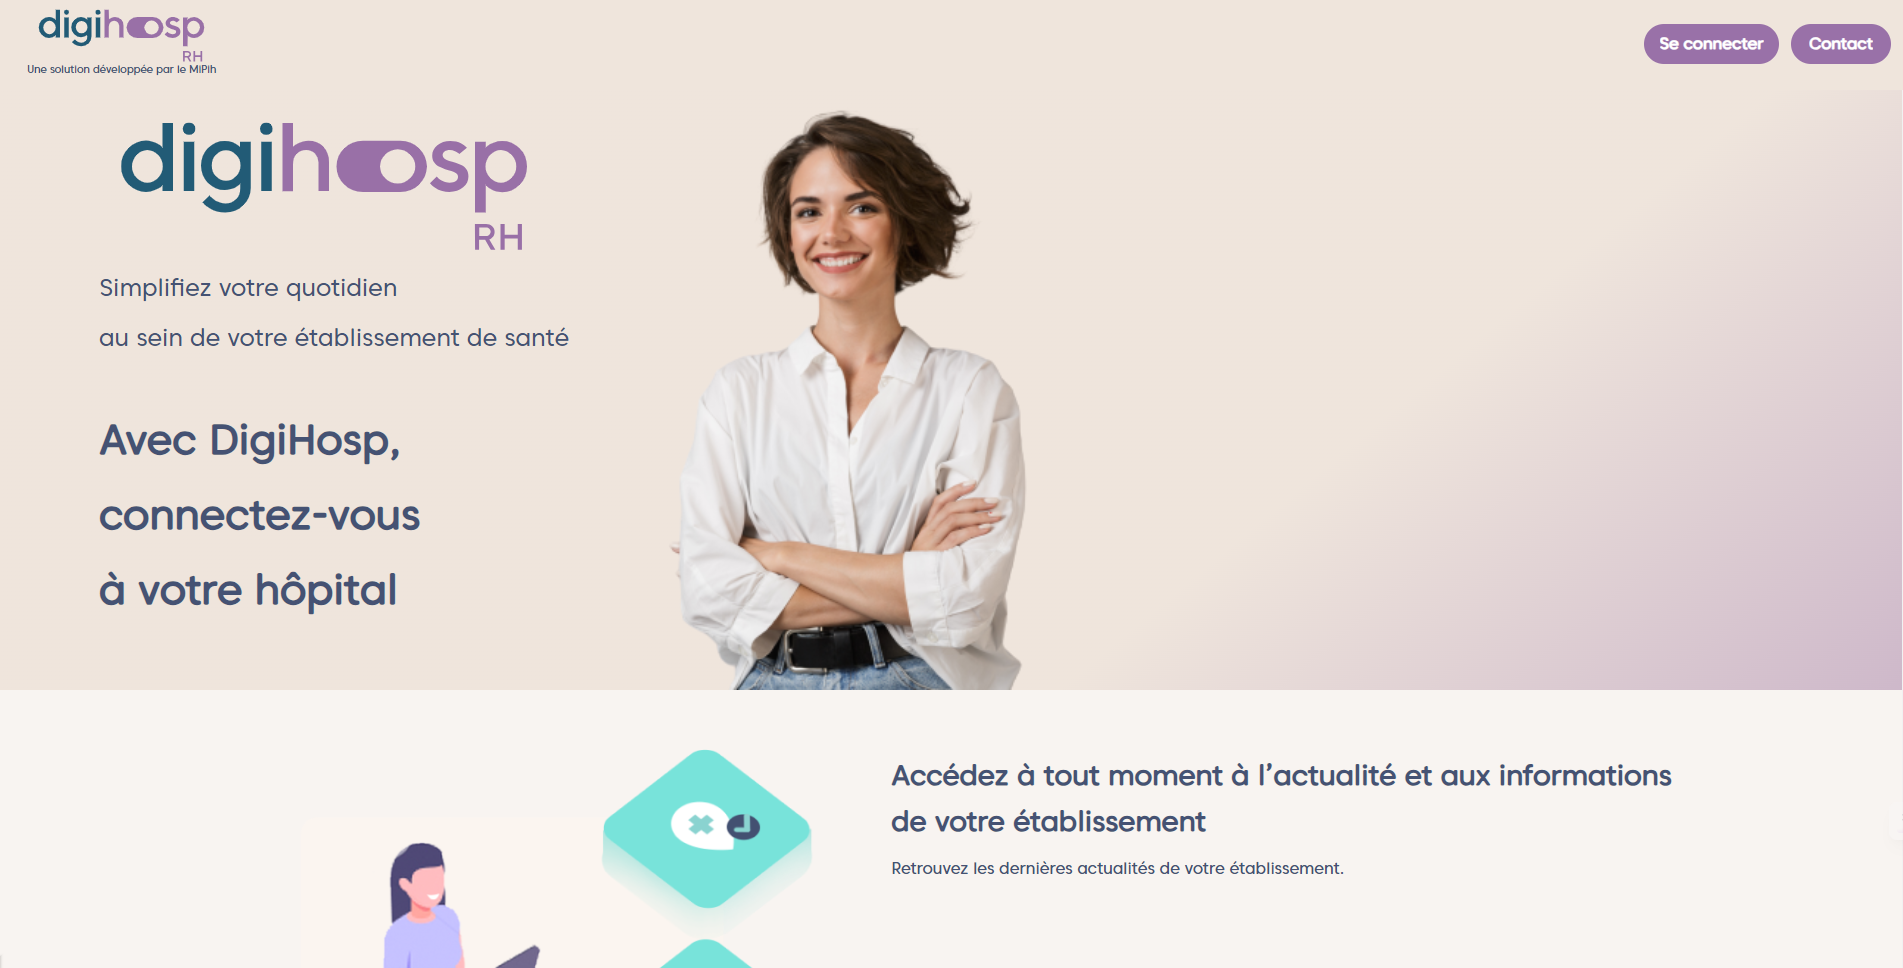 digihosp
RH
Une solution développée par le MiPih
Se connecter
Contact
digihosp
RH
Simplifiez votre quotidien
au sein de votre établissement de santé
Avec DigiHosp,
connectez-vous
à votre hôpital
Accédez à tout moment à l’actualité et aux informations
de votre établissement
Retrouvez les dernières actualités de votre établissement.